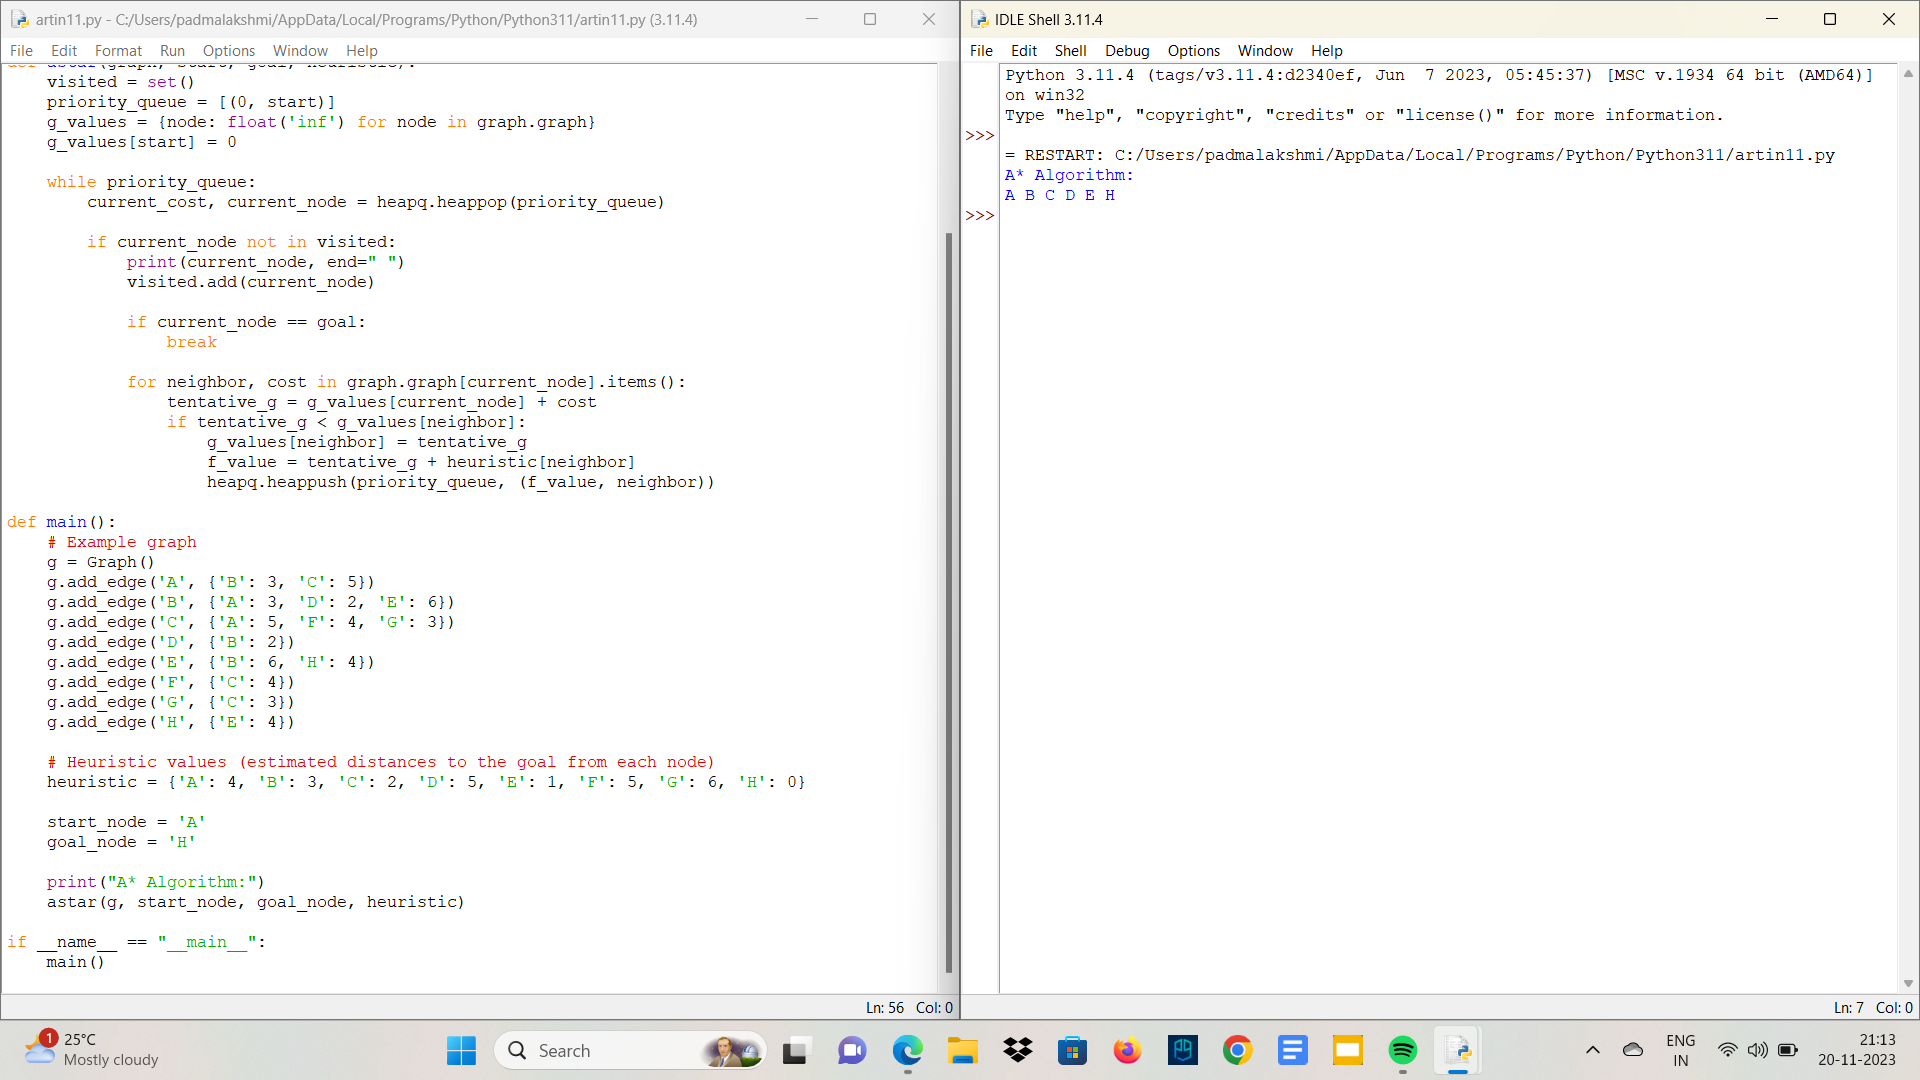 artin11.py - C:/Users/padmalakshmi/AppData/Local/Programs/Python/Python311/artin11.py (3.11.4)
File Edit Format Run Options Window Help
def astar(graph, start, goal, heuristic):
    visited = set()
    priority_queue = [(0, start)]
    g_values = {node: float('inf') for node in graph.graph}
    g_values[start] = 0
    while priority_queue:
        current_cost, current_node = heapq.heappop(priority_queue)
        if current_node not in visited:
            print(current_node, end=" ")
            visited.add(current_node)
            if current_node == goal:
                break
            for neighbor, cost in graph.graph[current_node].items():
                tentative_g = g_values[current_node] + cost
                if tentative_g < g_values[neighbor]:
                    g_values[neighbor] = tentative_g
                    f_value = tentative_g + heuristic[neighbor]
                    heapq.heappush(priority_queue, (f_value, neighbor))
def main():
    # Example graph
    g = Graph()
    g.add_edge('A', {'B': 3, 'C': 5})
    g.add_edge('B', {'A': 3, 'D': 2, 'E': 6})
    g.add_edge('C', {'A': 5, 'F': 4, 'G': 3})
    g.add_edge('D', {'B': 2})
    g.add_edge('E', {'B': 6, 'H': 4})
    g.add_edge('F', {'C': 4})
    g.add_edge('G', {'C': 3})
    g.add_edge('H', {'E': 4})
    # Heuristic values (estimated distances to the goal from each node)
    heuristic = {'A': 4, 'B': 3, 'C': 2, 'D': 5, 'E': 1, 'F': 5, 'G': 6, 'H': 0}
    start_node = 'A'
    goal_node = 'H'
    print("A* Algorithm:")
    astar(g, start_node, goal_node, heuristic)
if __name__ == "__main__":
    main()
Ln: 56 Col: 0
IDLE Shell 3.11.4
File Edit Shell Debug Options Window Help
Python 3.11.4 (tags/v3.11.4:d2340ef, Jun  7 2023, 05:45:37) [MSC v.1934 64 bit (AMD64)]
on win32
Type "help", "copyright", "credits" or "license()" for more information.
>>>
= RESTART: C:/Users/padmalakshmi/AppData/Local/Programs/Python/Python311/artin11.py
A* Algorithm:
A B C D E H
>>>
Ln: 7 Col: 0
1
25°C
Mostly cloudy
Search
ENG
IN
21:13
20-11-2023